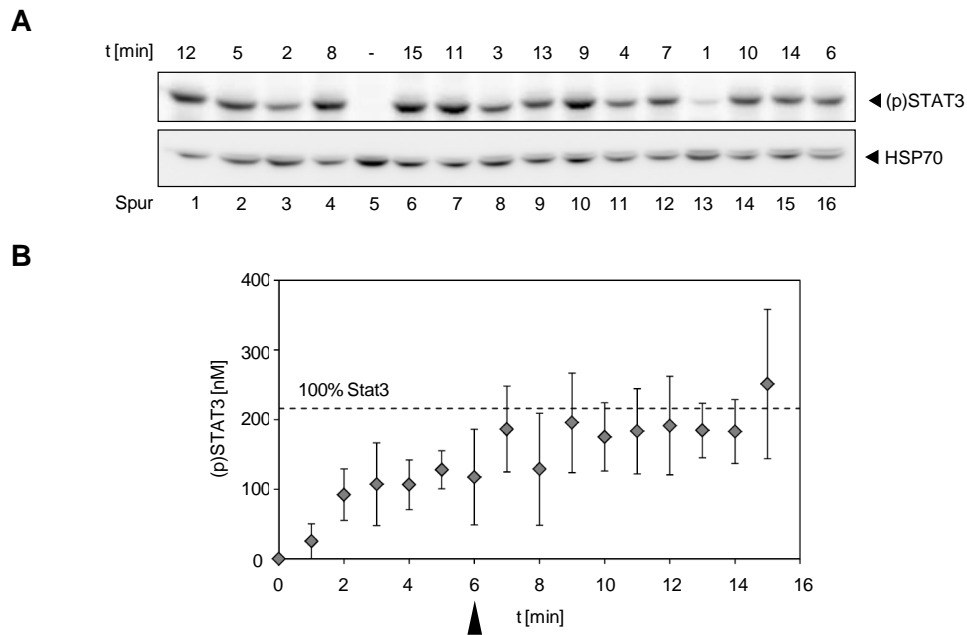 A
t [min] 12 5 2 8 - 15 11 3 13 9 4 7 1 10 14 6
(p)STAT3
HSP70
Spur 1 2 3 4 5 6 7 8 9 10 11 12 13 14 15 16
B
400
300
200
100
0
(p)STAT3 [nM]
100% Stat3
0 2 4 6 8 10 12 14 16
t [min]